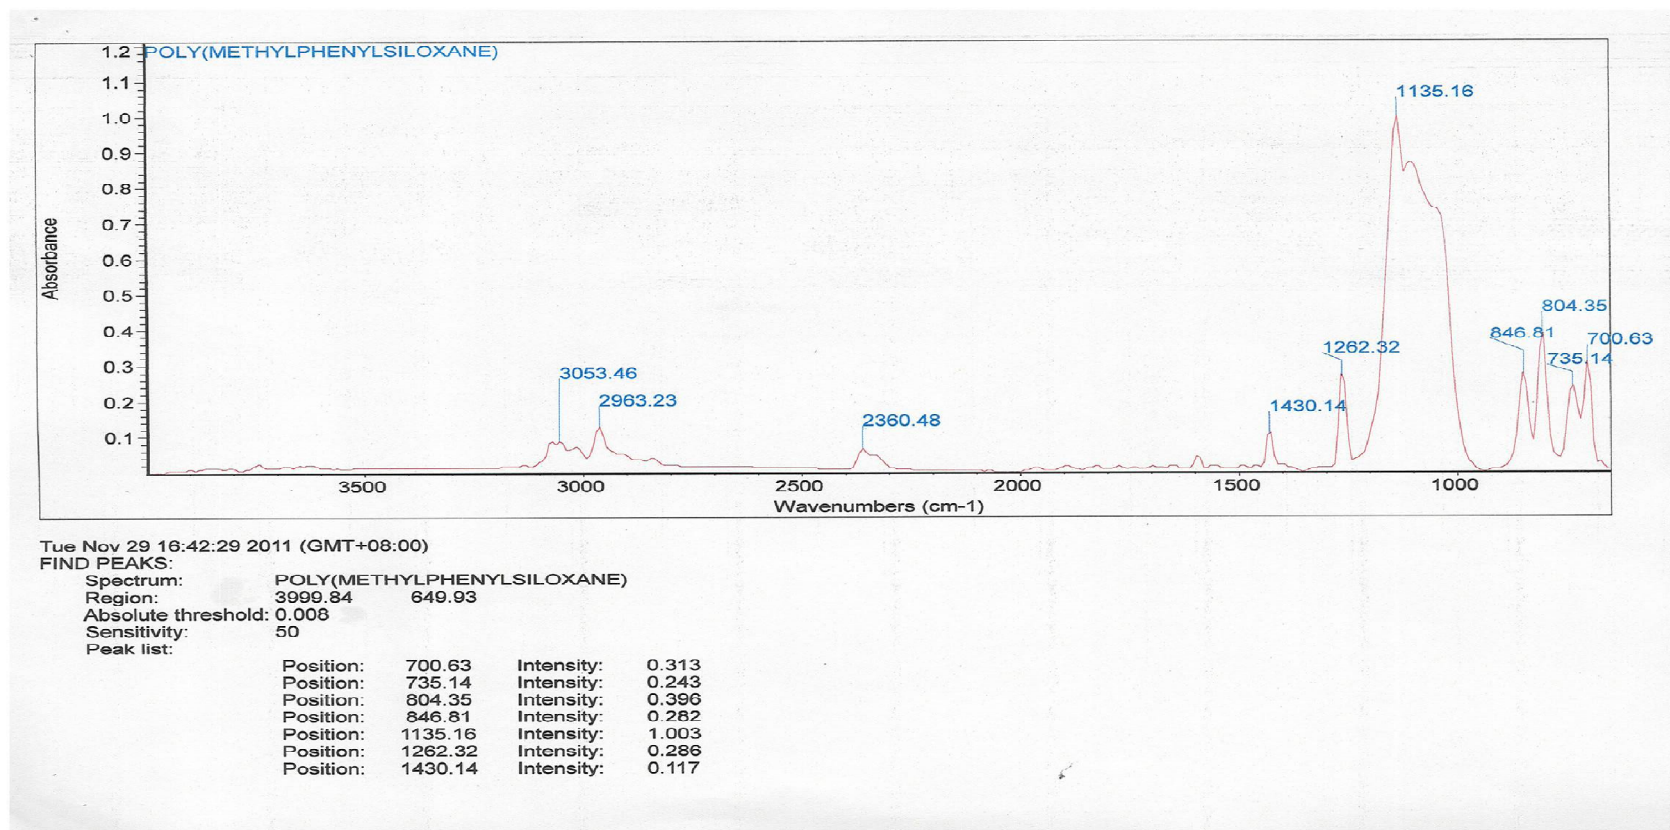 POLY(METHYLPHENYLSILOXANE)
1.2
1.1
1.0
0.9
0.8
0.7
0.6
0.5
0.4
0.3
0.2
0.1
Absorbance
3053.46
2963.23
2360.48
1430.14
1262.32
1135.16
846.81
804.35
735.14
700.63
3500 3000 2500 2000 1500 1000
Wavenumbers (cm-1)
Tue Nov 29 16:42:29 2011 (GMT+08:00)
FIND PEAKS:
Spectrum: POLY(METHYLPHENYLSILOXANE)
Region: 3999.84 649.93
Absolute threshold: 0.008
Sensitivity: 50
Peak list:
Position: 700.63 Intensity: 0.313
Position: 735.14 Intensity: 0.243
Position: 804.35 Intensity: 0.396
Position: 846.81 Intensity: 0.282
Position: 1135.16 Intensity: 1.003
Position: 1262.32 Intensity: 0.286
Position: 1430.14 Intensity: 0.117